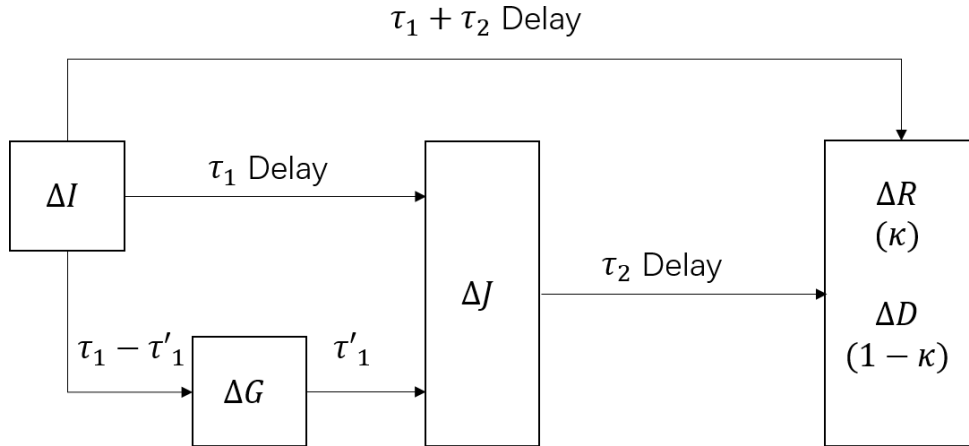 τ₁ + τ₂ Delay
ΔI
τ₁ Delay
ΔR
(κ)
ΔJ
τ₂ Delay
ΔD
(1 − κ)
τ₁ − τ'₁
τ'₁
ΔG